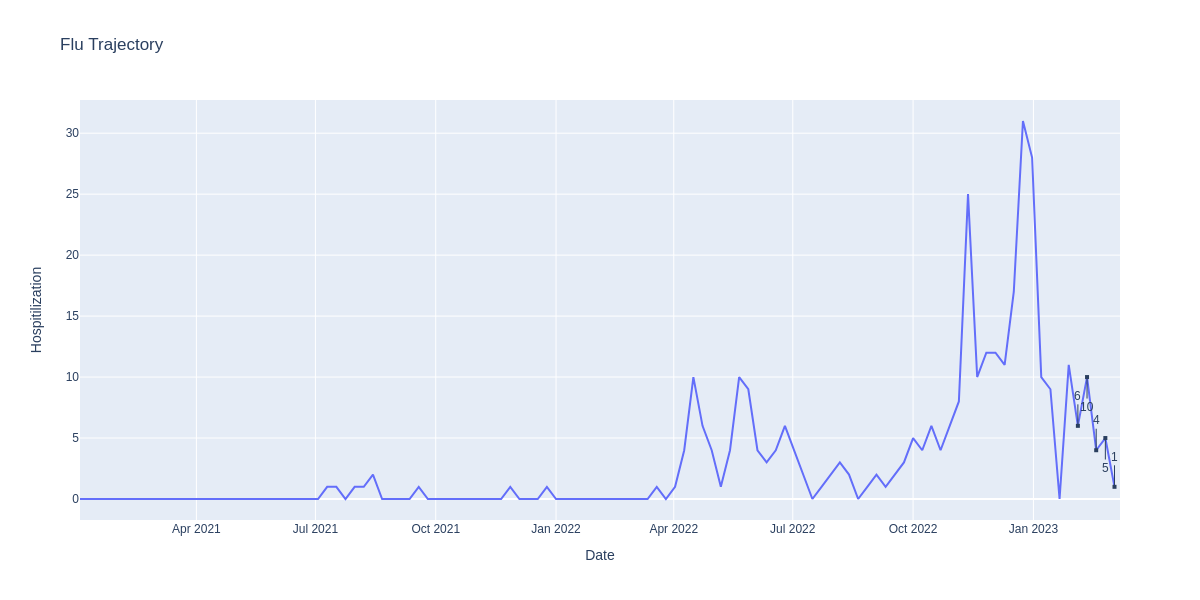 Flu Trajectory
Hospitilization
30
25
20
15
10
5
0
6
10
4
5
1
Apr 2021
Jul 2021
Oct 2021
Jan 2022
Apr 2022
Jul 2022
Oct 2022
Jan 2023
Date